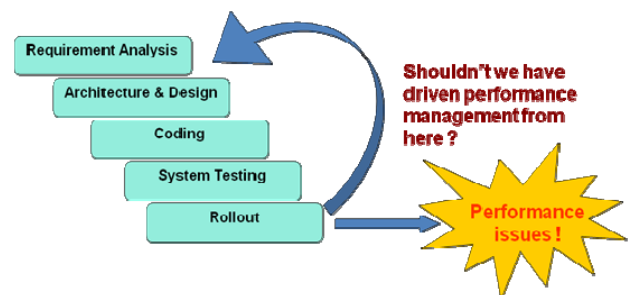 Requirement Analysis
Architecture & Design
Coding
System Testing
Rollout
Shouldn't we have
driven performance
management from
here ?
Performance
issues !